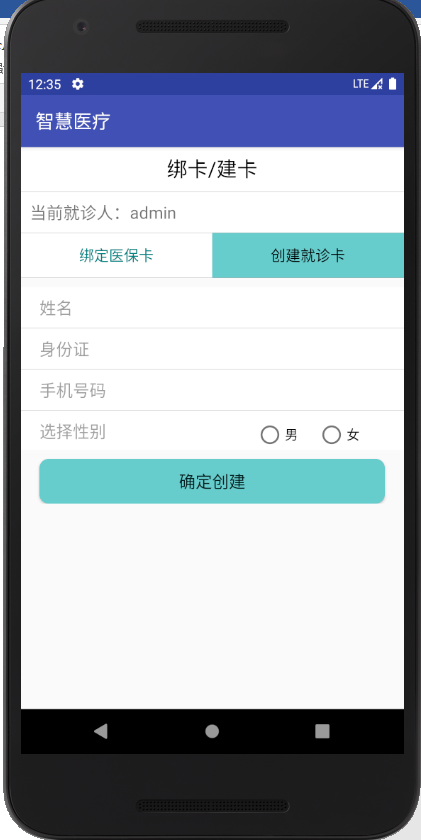 12:35 LTE
智慧医疗
绑卡/建卡
当前就诊人：admin
绑定医保卡 创建就诊卡
姓名
身份证
手机号码
选择性别 男 女
确定创建